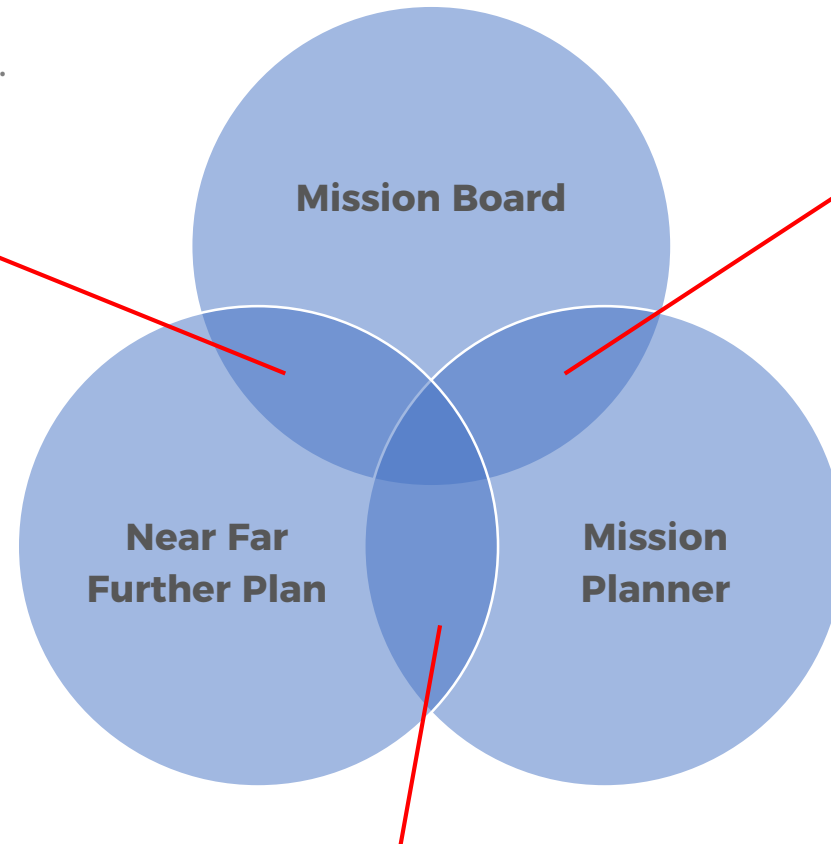 .
Mission Board
Near Far
Further Plan
Mission
Planner